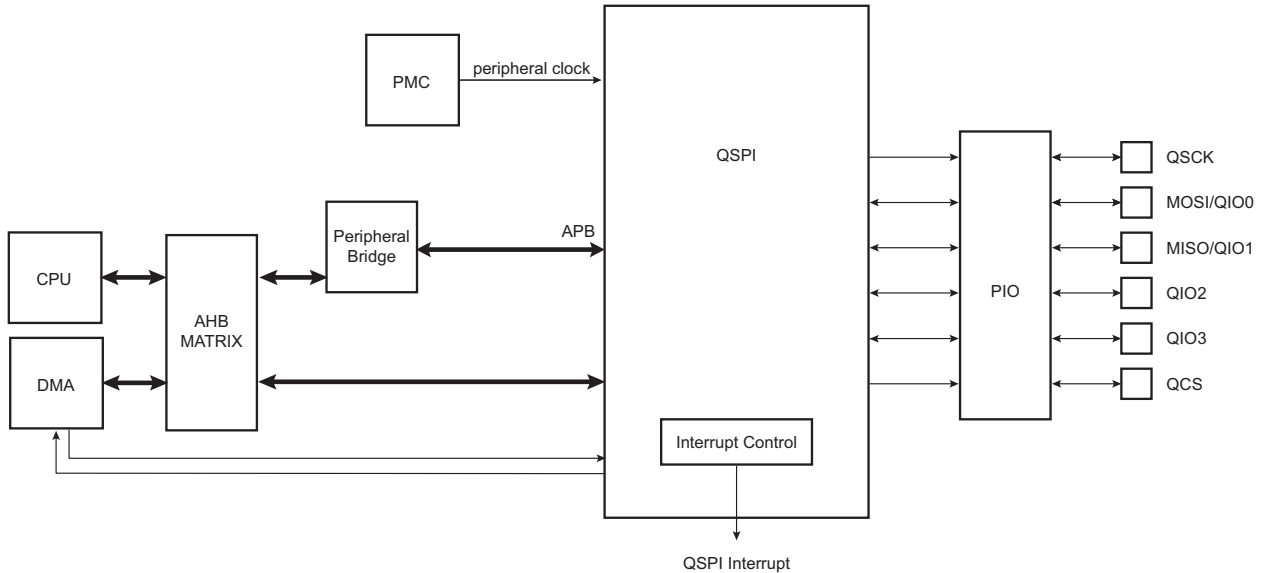 PMC
peripheral clock
QSPI
QSCK
MOSI/QIO0
Peripheral
Bridge
APB
MISO/QIO1
CPU
PIO
QIO2
AHB
MATRIX
QIO3
DMA
QCS
Interrupt Control
QSPI Interrupt